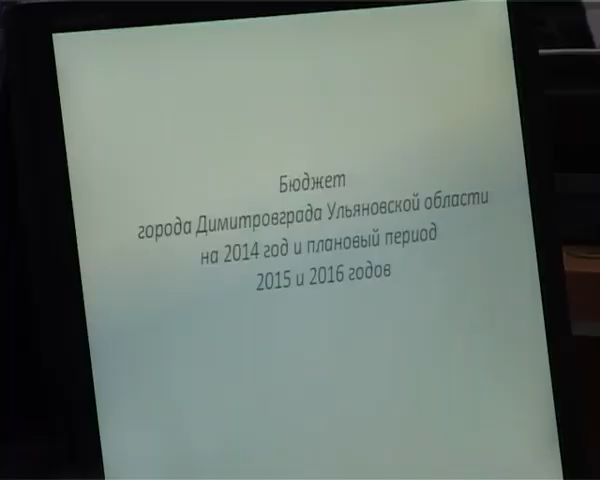 Бюджет
города Димитровграда Ульяновской области
на 2014 год и плановый период
2015 и 2016 годов